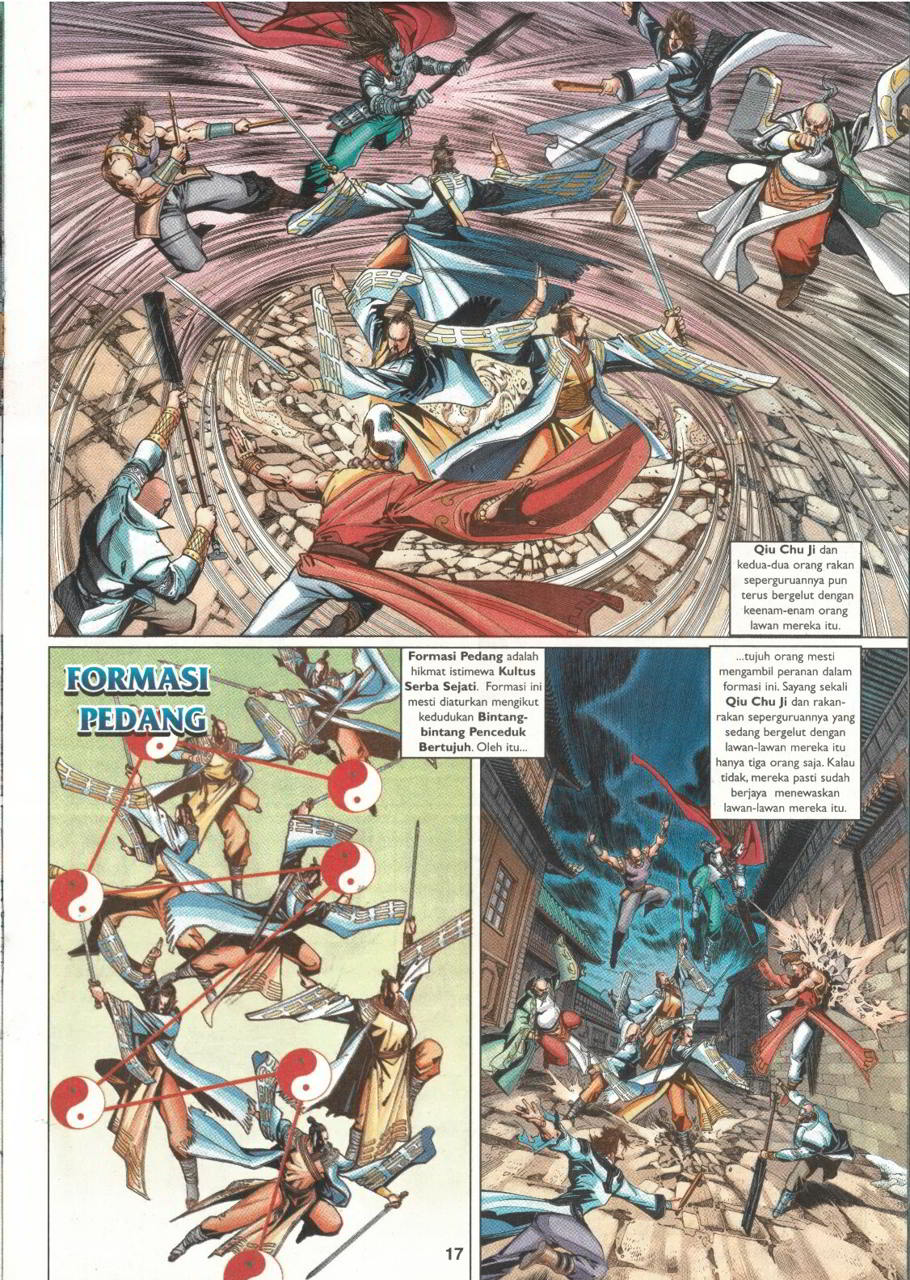 Qiu Chu Ji dan
kedua-dua orang rakan
seperguruannya pun
terus bergelut dengan
keenam-enam orang
lawan mereka itu.
FORMASI
PEDANG
Formasi Pedang adalah
hikmat istimewa Kultus
Serba Sejati. Formasi ini
mesti diaturkan mengikut
kedudukan Bintang-
bintang Penceduk
Bertujuh. Oleh itu...
...tujuh orang mesti
mengambil peranan dalam
formasi ini. Sayang sekali
Qiu Chu Ji dan rakan-
rakan seperguruannya yang
sedang bergelut dengan
lawan-lawan mereka itu
hanya tiga orang saja. Kalau
tidak, mereka pasti sudah
berjaya menewaskan
lawan-lawan mereka itu.
17